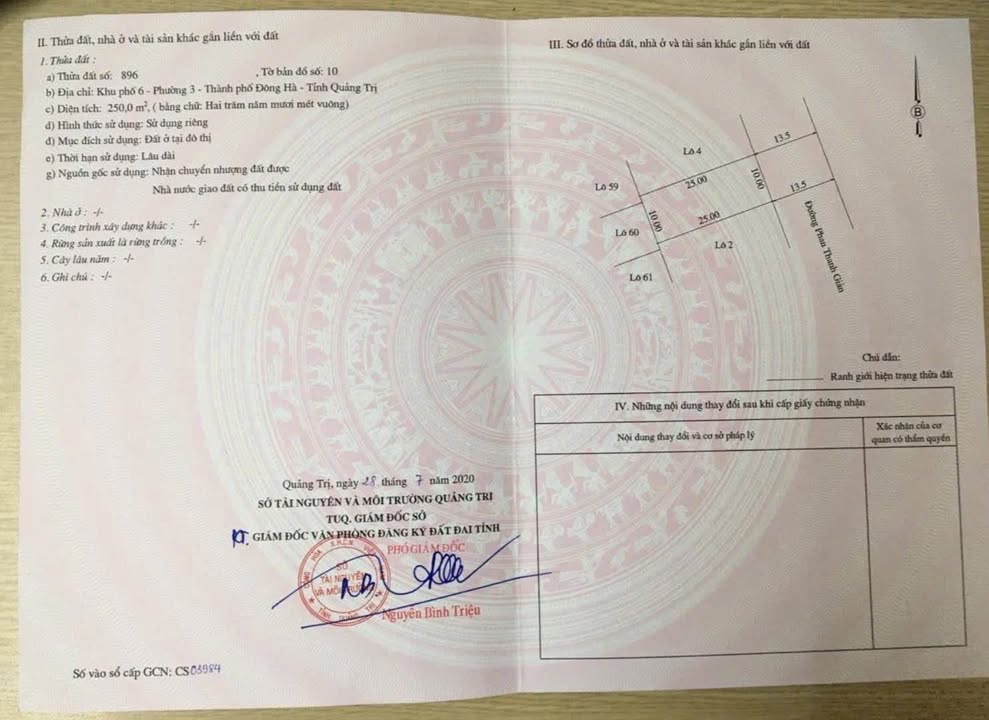 II. Thửa đất, nhà ở và tài sản khác gắn liền với đất
1. Thửa đất :
a) Thửa đất số: 896 , Tờ bản đồ số: 10
b) Địa chỉ: Khu phố 6 - Phường 3 - Thành phố Đông Hà - Tỉnh Quảng Trị
c) Diện tích: 250,0 m², ( bằng chữ: Hai trăm năm mươi mét vuông)
d) Hình thức sử dụng: Sử dụng riêng
đ) Mục đích sử dụng: Đất ở tại đô thị
e) Thời hạn sử dụng: Lâu dài
g) Nguồn gốc sử dụng: Nhận chuyển nhượng đất được
Nhà nước giao đất có thu tiền sử dụng đất
2. Nhà ở : -/-
3. Công trình xây dựng khác : -/-
4. Rừng sản xuất là rừng trồng : -/-
5. Cây lâu năm : -/-
6. Ghi chú : -/-
Quảng Trị, ngày 28 tháng 7 năm 2020
SỞ TÀI NGUYÊN VÀ MÔI TRƯỜNG QUẢNG TRỊ
TUQ. GIÁM ĐỐC SỞ
KT. GIÁM ĐỐC VĂN PHÒNG ĐĂNG KÝ ĐẤT ĐAI TỈNH
PHÓ GIÁM ĐỐC
SỞ
TÀI NGUYÊN
VÀ MÔI TRƯỜNG
TỈNH QUẢNG TRỊ
Nguyễn Bình Triệu
Số vào sổ cấp GCN: CS03984
III. Sơ đồ thửa đất, nhà ở và tài sản khác gắn liền với đất
B
13.5
Lô 4
25.00
10.00
13.5
Lô 59
10.00
25.00
Lô 60
Lô 2
Đường Phan Thanh Giản
Lô 61
Chú dẫn:
Ranh giới hiện trạng thửa đất
IV. Những nội dung thay đổi sau khi cấp giấy chứng nhận
Nội dung thay đổi và cơ sở pháp lý
Xác nhận của cơ
quan có thẩm quyền